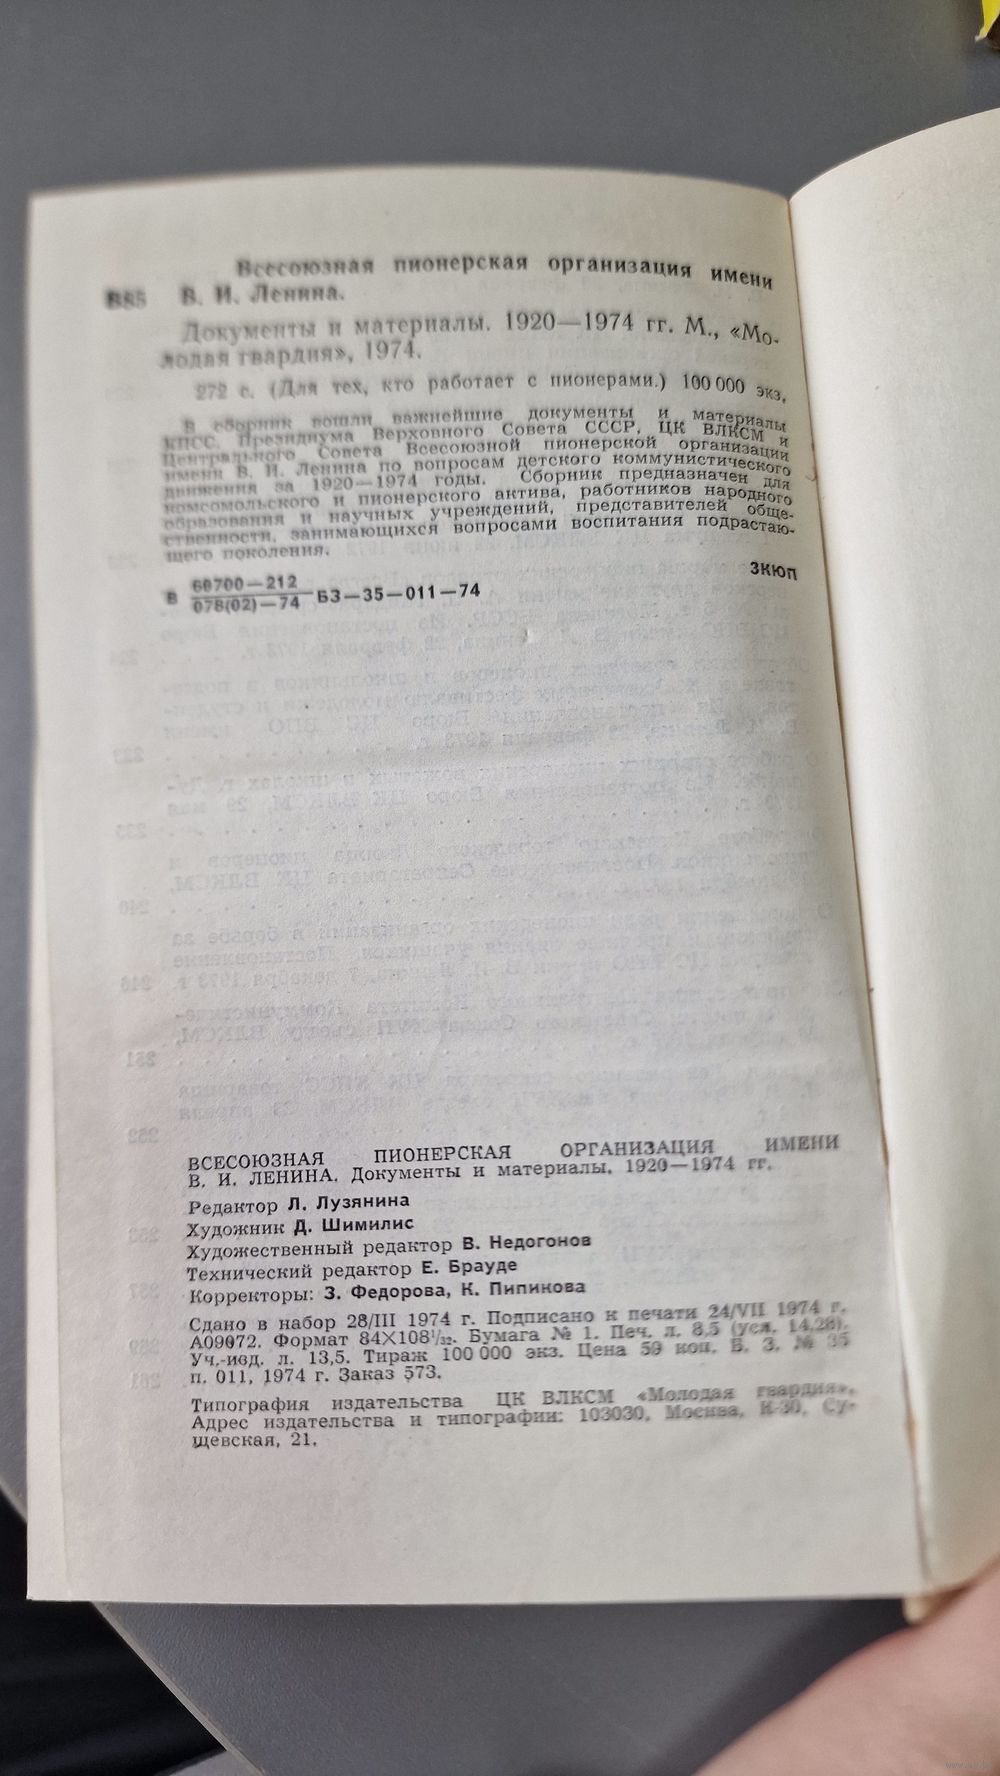 Всесоюзная пионерская организация имени
В85 В. И. Ленина.
Документы и материалы. 1920—1974 гг. М., «Мо-
лодая гвардия», 1974.
272 с. (Для тех, кто работает с пионерами.) 100 000 экз.
В сборник вошли важнейшие документы и материалы
КПСС, Президиума Верховного Совета СССР, ЦК ВЛКСМ и
Центрального Совета Всесоюзной пионерской организации
имени В. И. Ленина по вопросам детского коммунистического
движения за 1920—1974 годы. Сборник предназначен для
комсомольского и пионерского актива, работников народного
образования и научных учреждений, представителей обще-
ственности, занимающихся вопросами воспитания подрастаю-
щего поколения.
3КЮП
В 60700—212
078(02)—74 БЗ—35—011—74
ВСЕСОЮЗНАЯ ПИОНЕРСКАЯ ОРГАНИЗАЦИЯ ИМЕНИ
В. И. ЛЕНИНА. Документы и материалы. 1920—1974 гг.
Редактор Л. Лузянина
Художник Д. Шимилис
Художественный редактор В. Недогонов
Технический редактор Е. Брауде
Корректоры: З. Федорова, К. Пипикова
Сдано в набор 28/III 1974 г. Подписано к печати 24/VII 1974 г.
А09072. Формат 84×108¹/₃₂. Бумага № 1. Печ. л. 8,5 (усл. 14,28).
Уч.-изд. л. 13,5. Тираж 100 000 экз. Цена 59 коп. Б. З. № 35
п. 011, 1974 г. Заказ 573.
Типография издательства ЦК ВЛКСМ «Молодая гвардия».
Адрес издательства и типографии: 103030, Москва, К-30, Су-
щевская, 21.